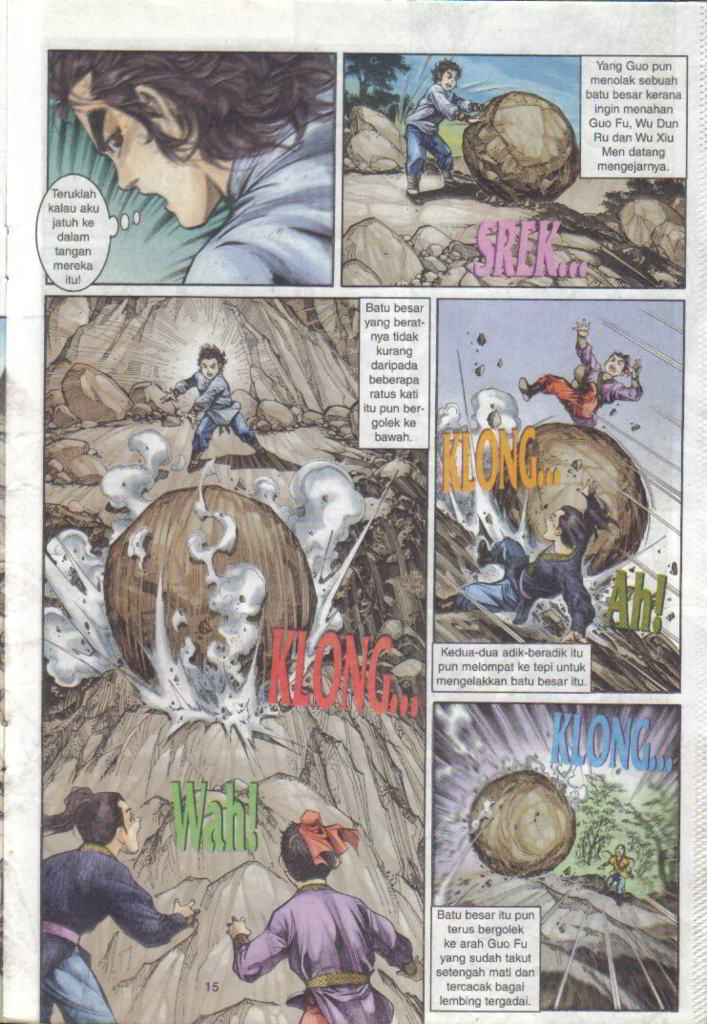 Teruklah
kalau aku
jatuh ke
dalam
tangan
mereka
itu!
Yang Guo pun
menolak sebuah
batu besar kerana
ingin menahan
Guo Fu, Wu Dun
Ru dan Wu Xiu
Men datang
mengejarnya.
SREK...
Batu besar
yang berat-
nya tidak
kurang
daripada
beberapa
ratus kati
itu pun ber-
golek ke
bawah.
KLONG...
Wah!
KLONG...
Ah!
Kedua-dua adik-beradik itu
pun melompat ke tepi untuk
mengelakkan batu besar itu.
KLONG...
Batu besar itu pun
terus bergolek
ke arah Guo Fu
yang sudah takut
setengah mati dan
tercacak bagai
lembing tergadai.
15